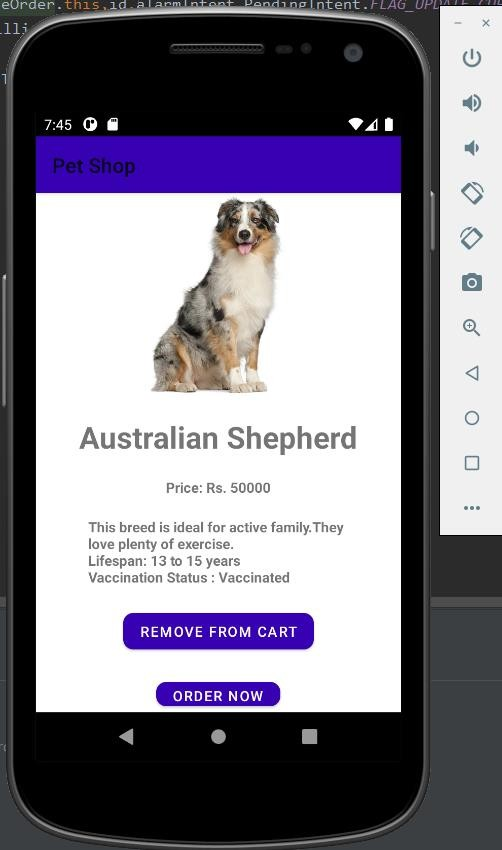 eOrder.this,id,alarmIntent,PendingIntent.FLAG_UPDATE_CUR
lli
7:45
Pet Shop
Australian Shepherd
Price: Rs. 50000
This breed is ideal for active family.They
love plenty of exercise.
Lifespan: 13 to 15 years
Vaccination Status : Vaccinated
REMOVE FROM CART
ORDER NOW